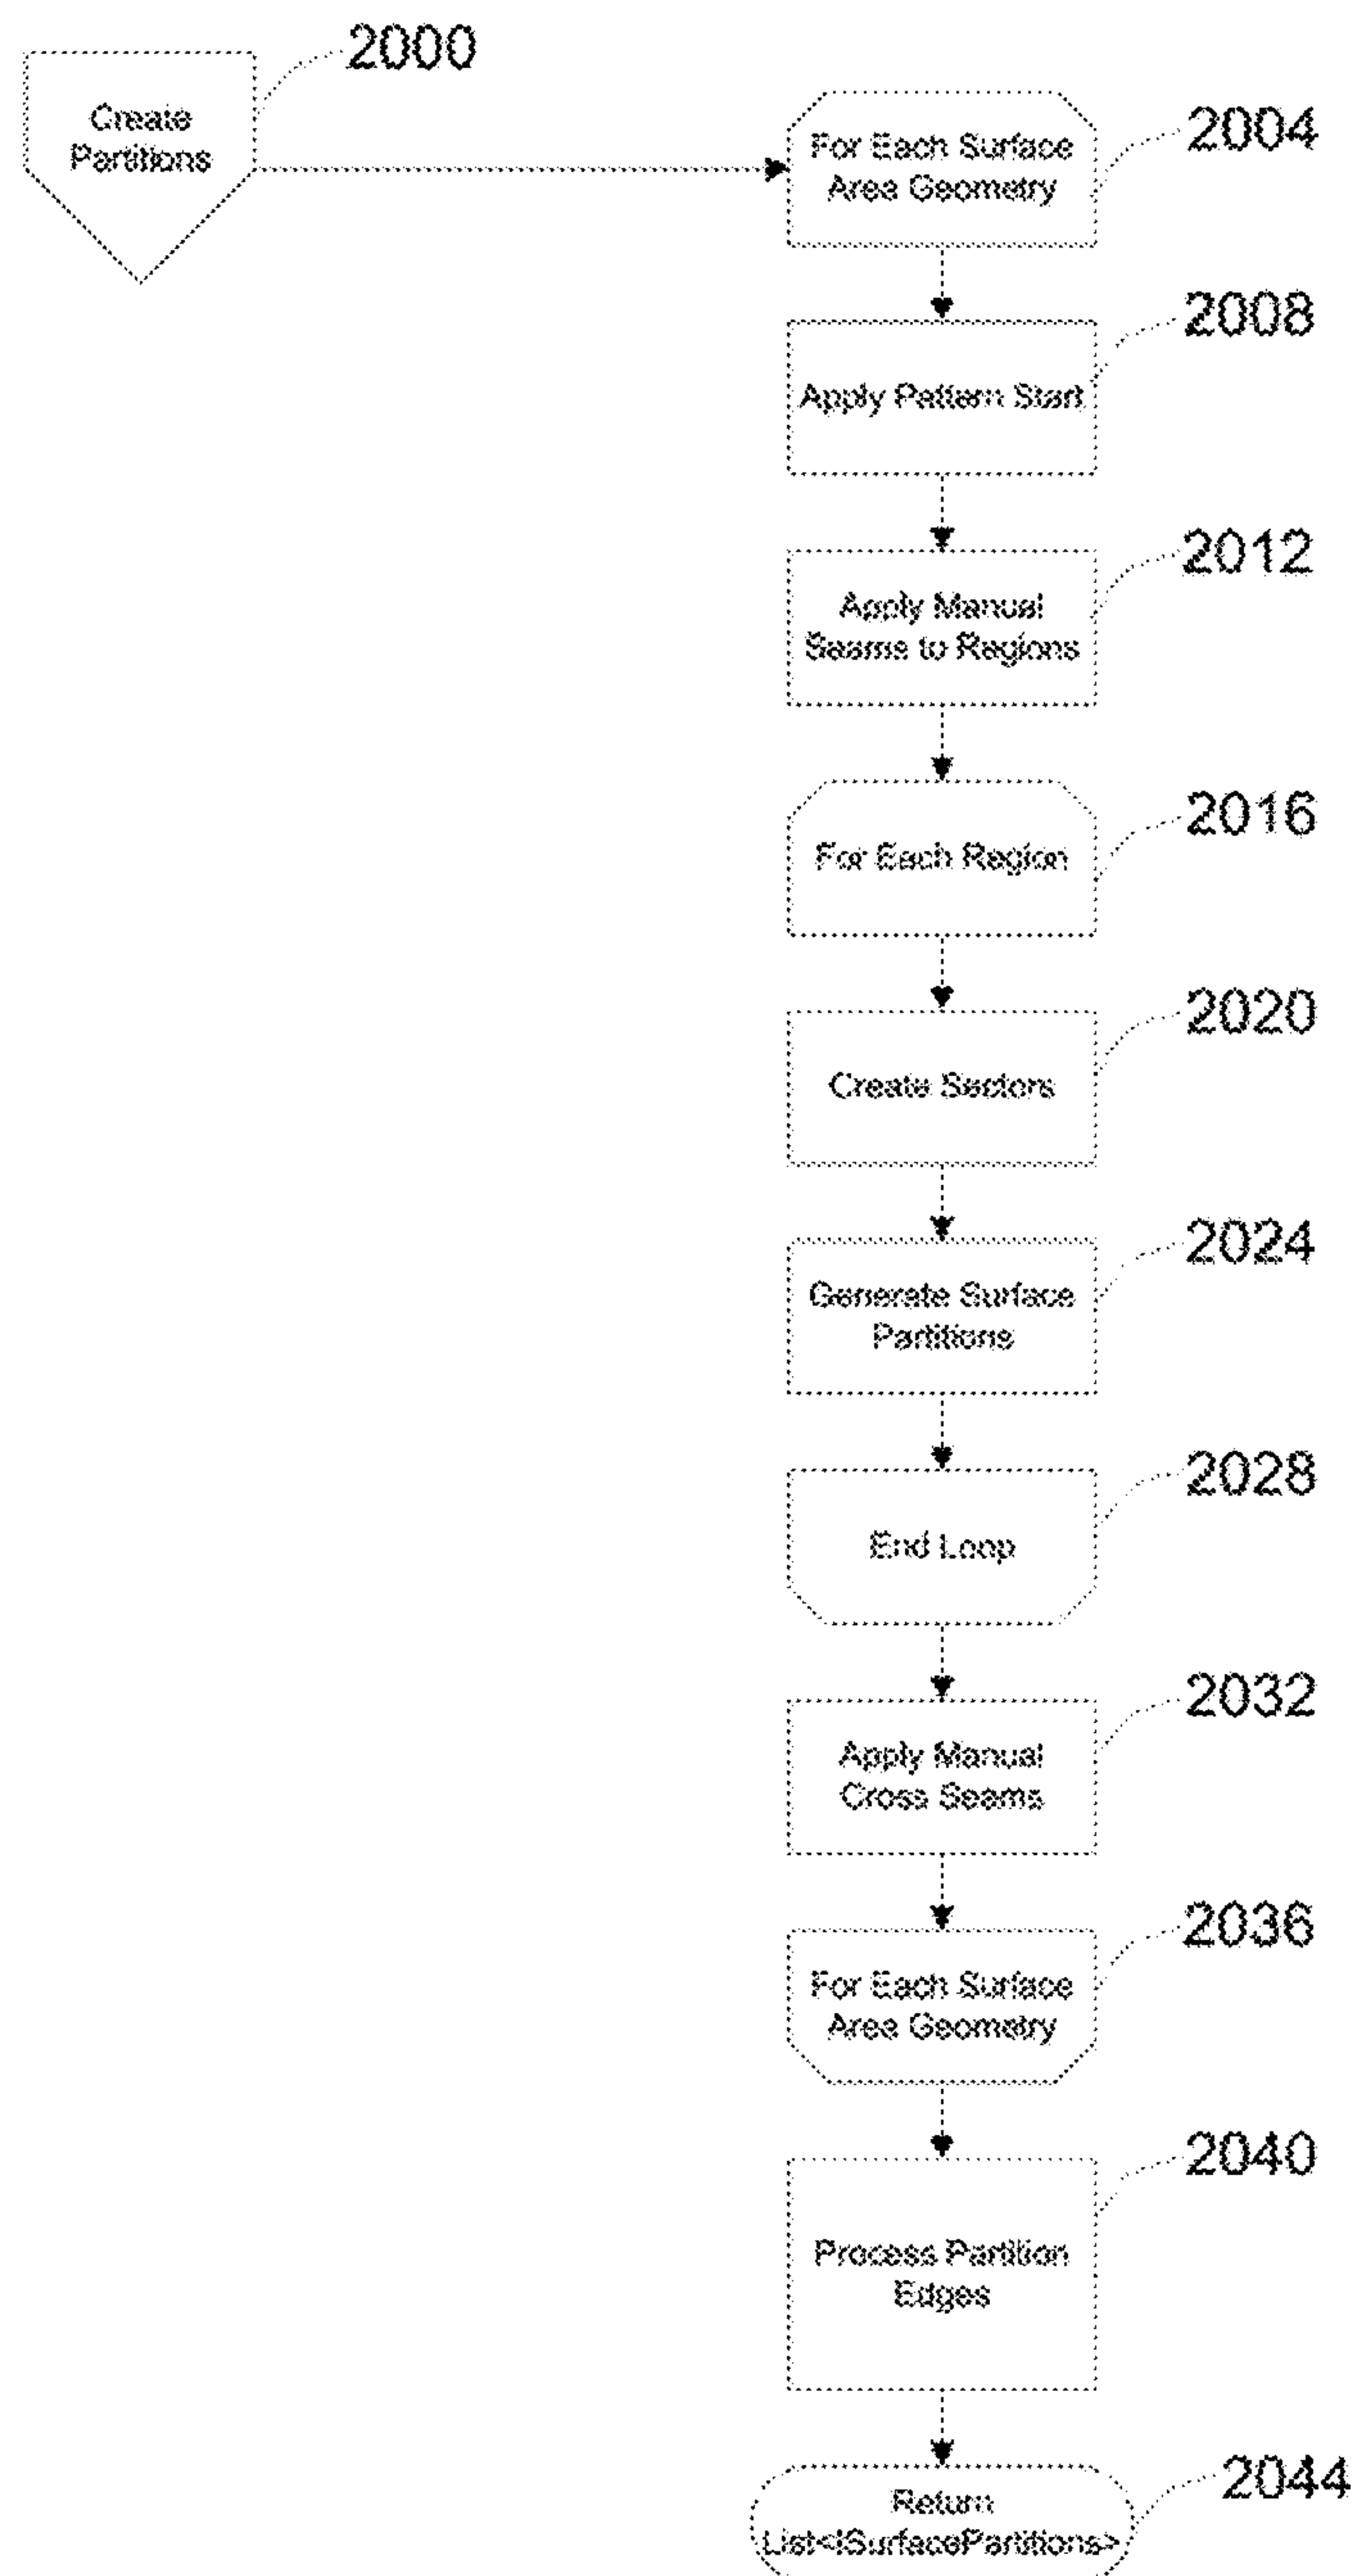 2000
Create
Partitions
For Each Surface
Area Geometry
2004
2008
Apply Pattern Start
2012
Apply Manual
Seams to Regions
2016
For Each Region
2020
Create Sectors
2024
Generate Surface
Partitions
2028
End Loop
2032
Apply Manual
Cross Seams
2036
For Each Surface
Area Geometry
2040
Process Partition
Edges
2044
Return
List<ISurfacePartitions>